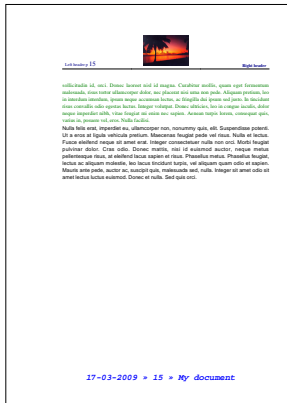 Left header p 15
Right header
sollicitudin id, orci. Donec laoreet nisl id magna. Curabitur mollis, quam eget fermentum
malesuada, risus tortor ullamcorper dolor, nec placerat nisi urna non pede. Aliquam pretium, leo
in interdum interdum, ipsum neque accumsan lectus, ac fringilla dui ipsum sed justo. In tincidunt
risus convallis odio egestas luctus. Integer volutpat. Donec ultricies, leo in congue iaculis, dolor
neque imperdiet nibh, vitae feugiat mi enim nec sapien. Aenean turpis lorem, consequat quis,
varius in, posuere vel, eros. Nulla facilisi.
Nulla felis erat, imperdiet eu, ullamcorper non, nonummy quis, elit. Suspendisse potenti.
Ut a eros at ligula vehicula pretium. Maecenas feugiat pede vel risus. Nulla et lectus.
Fusce eleifend neque sit amet erat. Integer consectetuer nulla non orci. Morbi feugiat
pulvinar dolor. Cras odio. Donec mattis, nisi id euismod auctor, neque metus
pellentesque risus, at eleifend lacus sapien et risus. Phasellus metus. Phasellus feugiat,
lectus ac aliquam molestie, leo lacus tincidunt turpis, vel aliquam quam odio et sapien.
Mauris ante pede, auctor ac, suscipit quis, malesuada sed, nulla. Integer sit amet odio sit
amet lectus luctus euismod. Donec et nulla. Sed quis orci.
17-03-2009 » 15 » My document